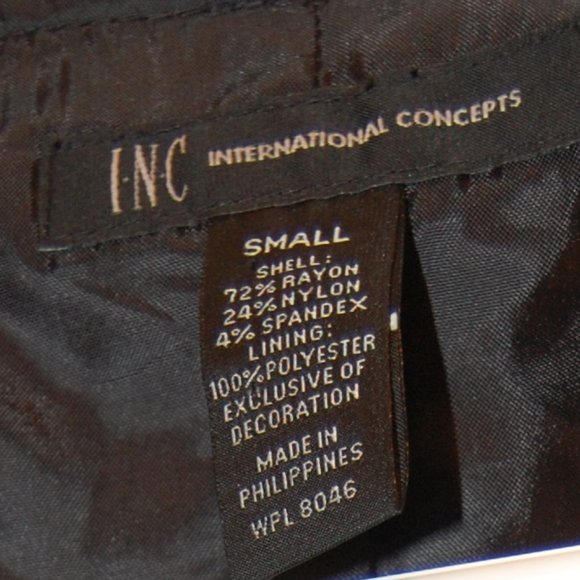 I·N·C INTERNATIONAL CONCEPTS
SMALL
SHELL:
72% RAYON
24% NYLON
4% SPANDEX
LINING:
100% POLYESTER
EXCLUSIVE OF
DECORATION
MADE IN
PHILIPPINES
WPL 8046